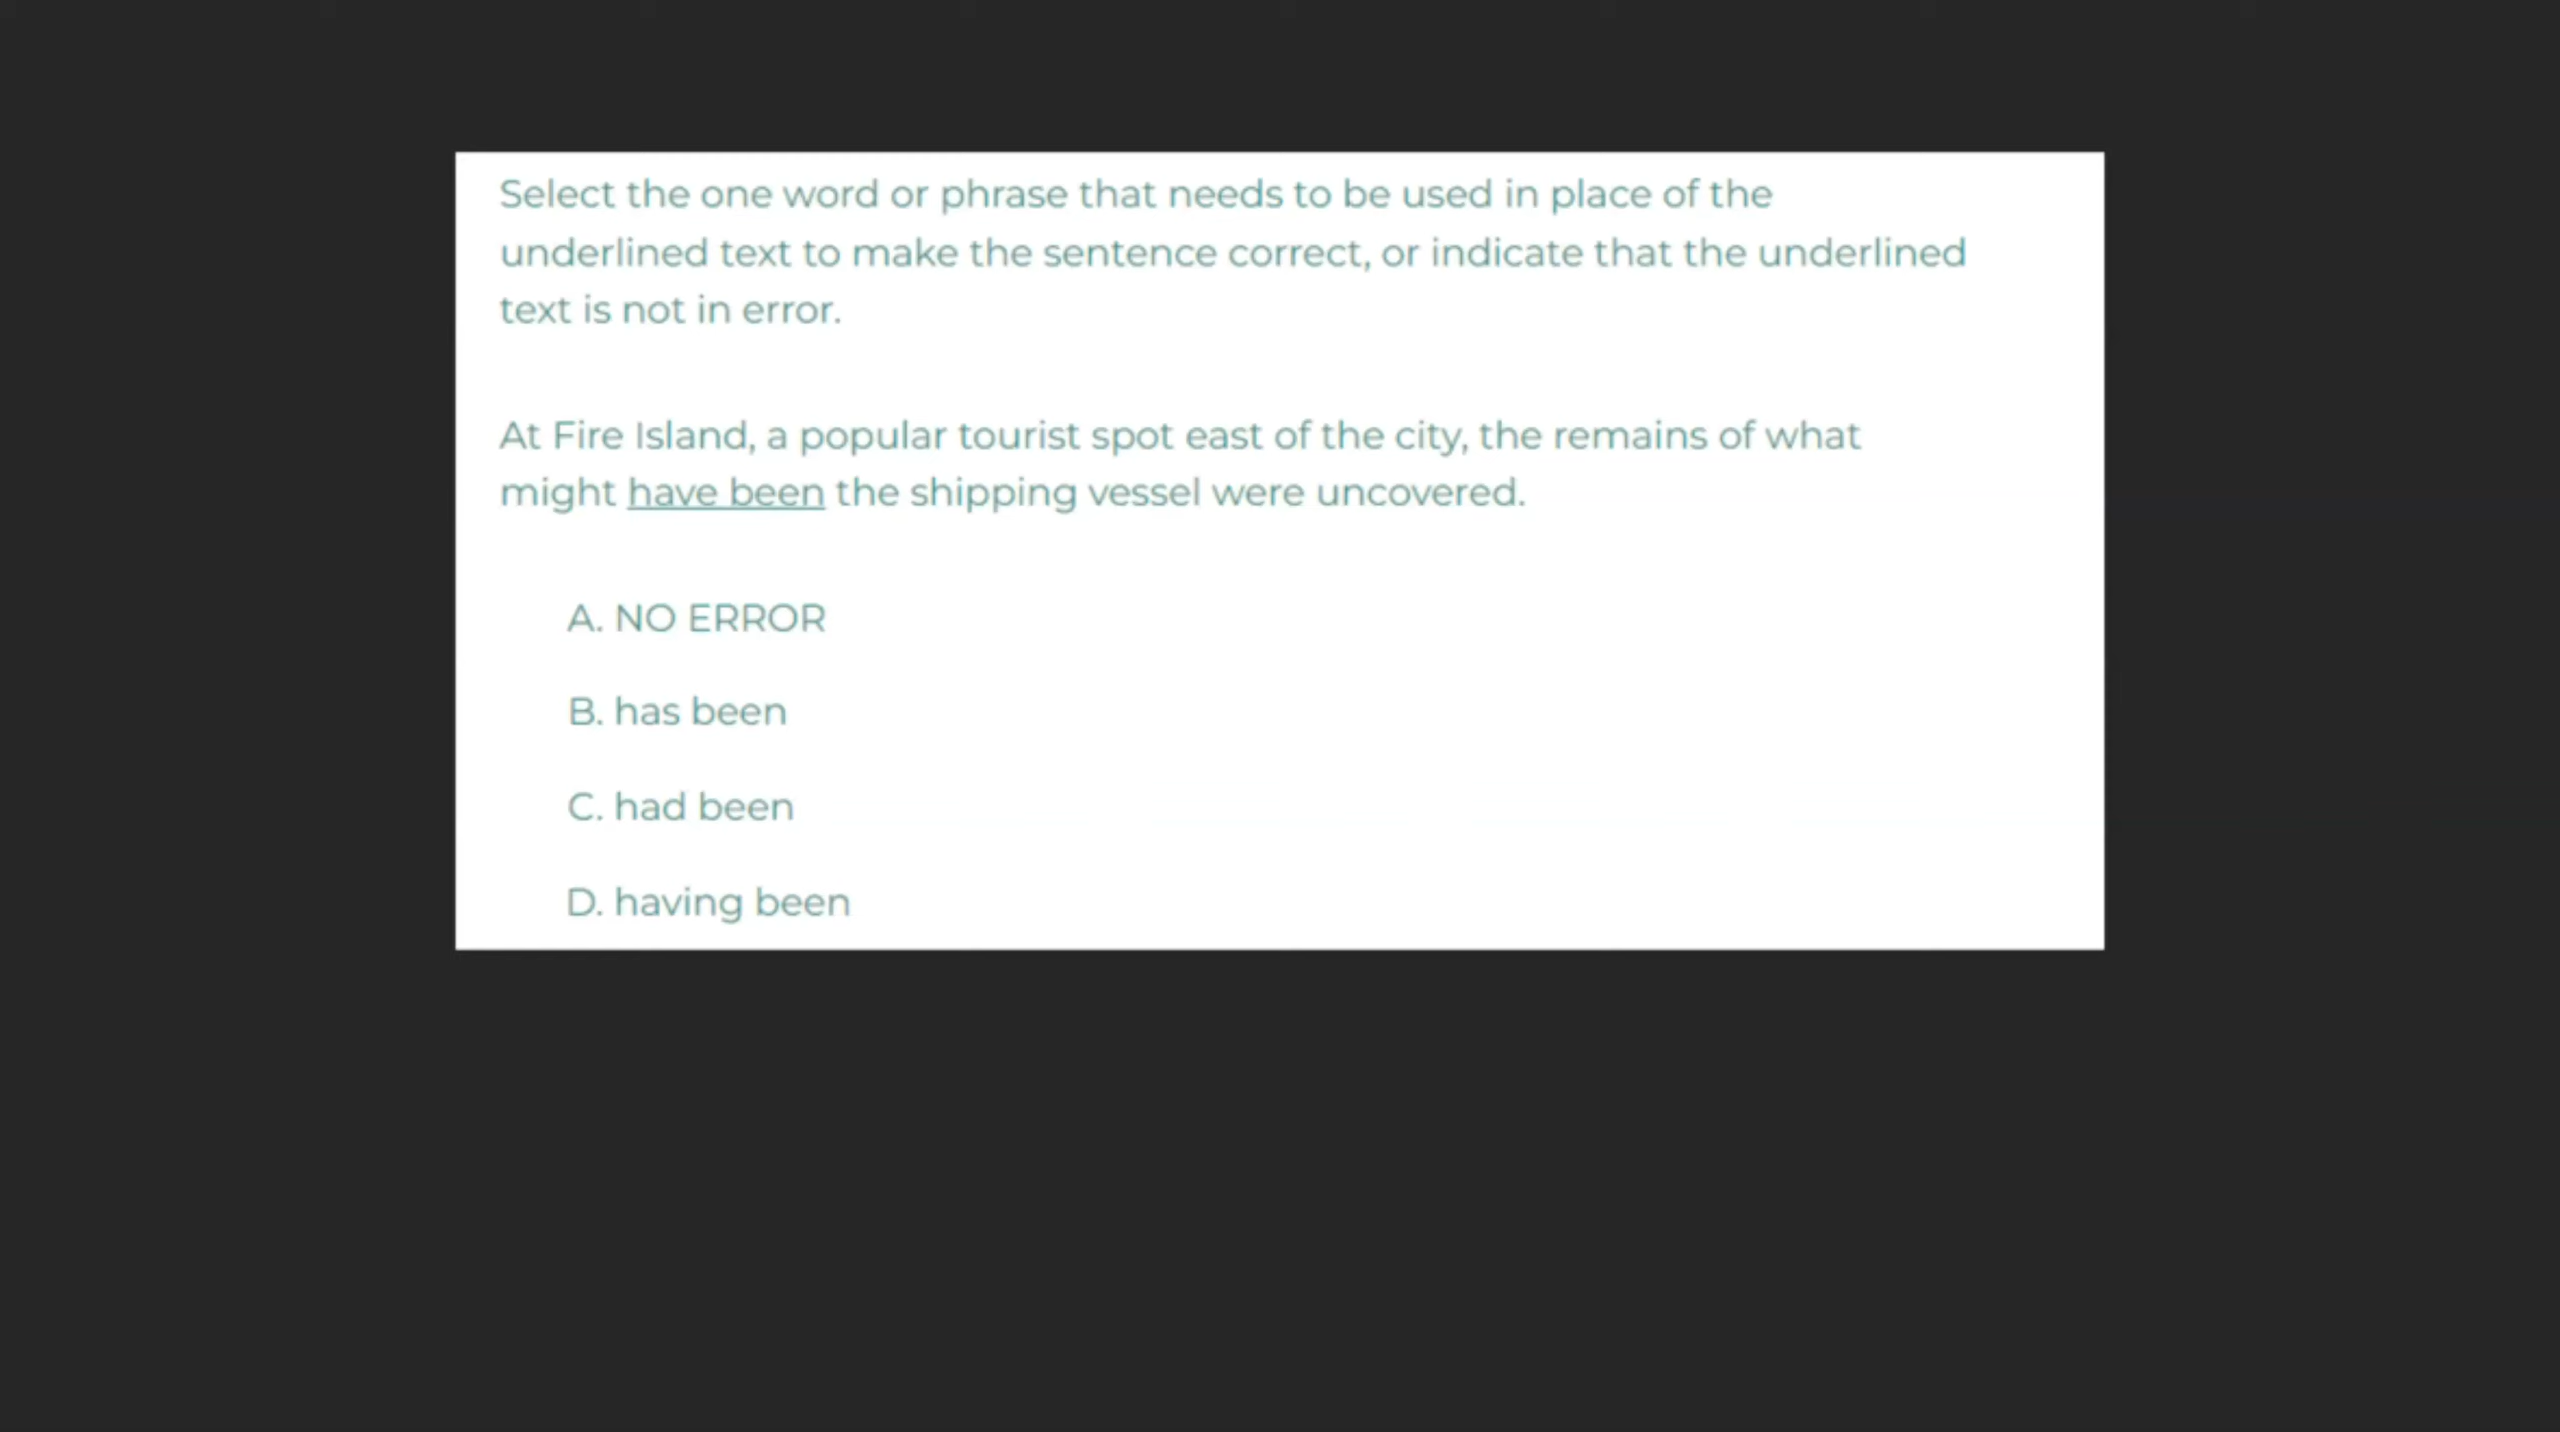 Select the one word or phrase that needs to be used in place of the
underlined text to make the sentence correct, or indicate that the underlined
text is not in error.
At Fire Island, a popular tourist spot east of the city, the remains of what
might have been the shipping vessel were uncovered.
A. NO ERROR
B. has been
C. had been
D. having been